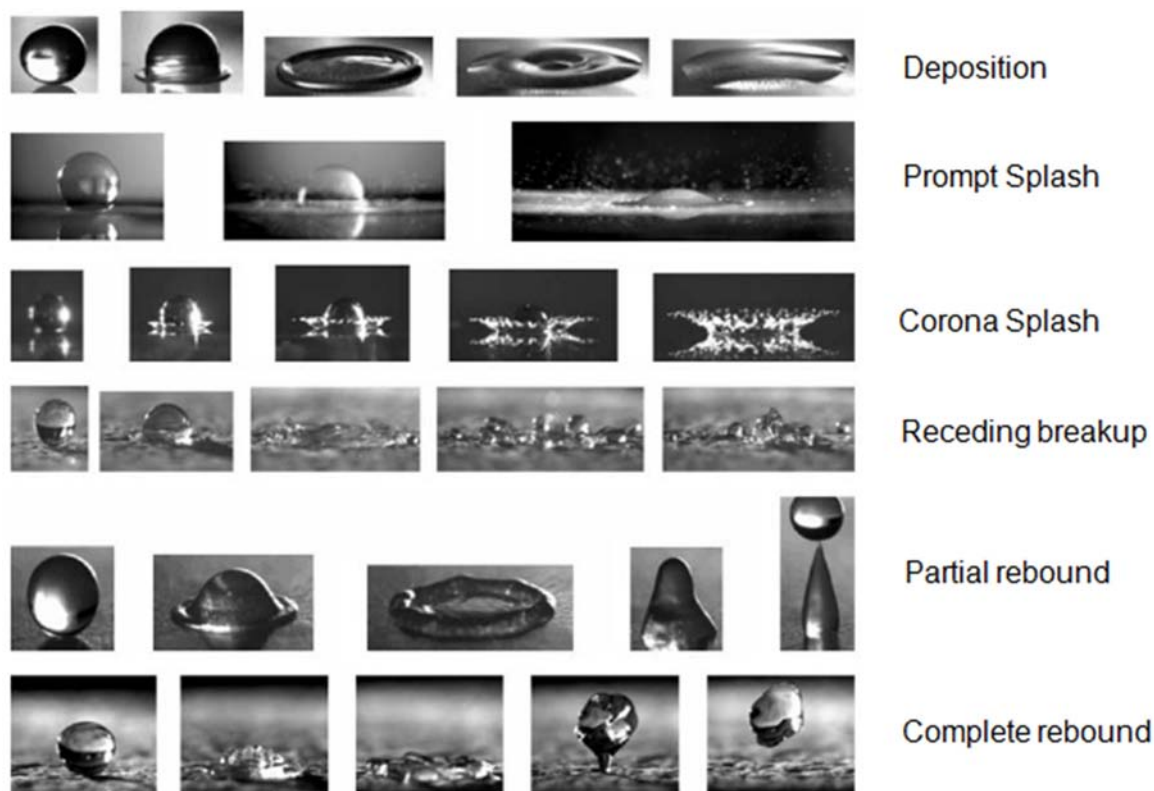 Deposition
Prompt Splash
Corona Splash
Receding breakup
Partial rebound
Complete rebound